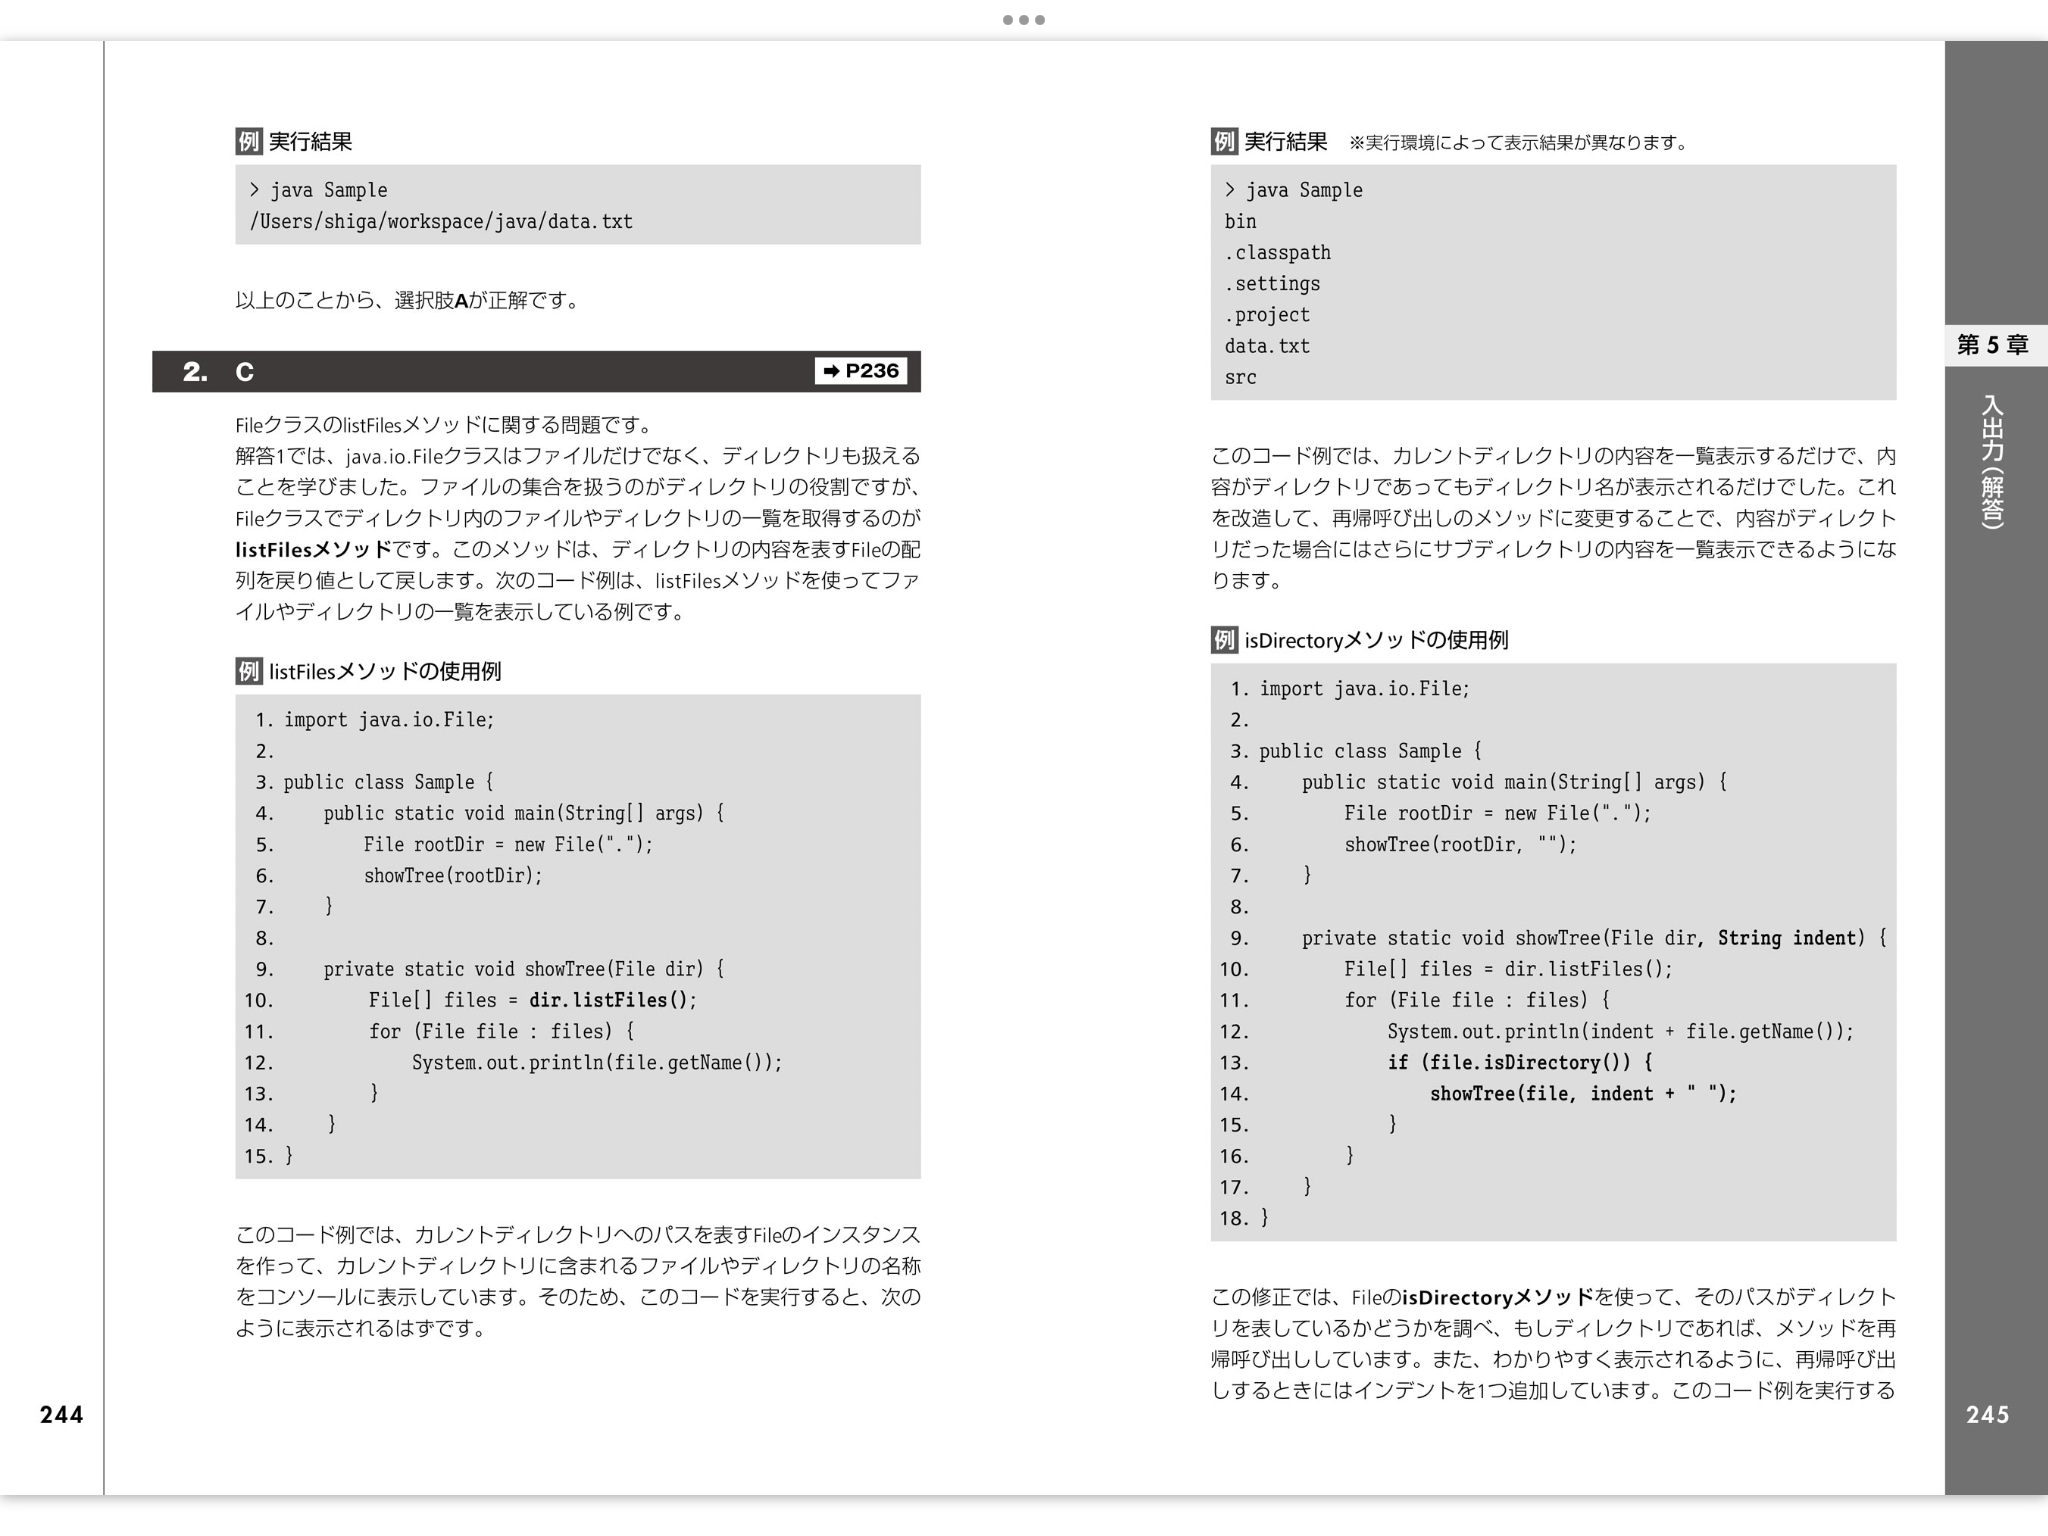 例 実行結果
> java Sample
/Users/shiga/workspace/java/data.txt
以上のことから、選択肢Aが正解です。
2. C ➡ P236
FileクラスのlistFilesメソッドに関する問題です。
解答1では、java.io.Fileクラスはファイルだけでなく、ディレクトリも扱える
ことを学びました。ファイルの集合を扱うのがディレクトリの役割ですが、
Fileクラスでディレクトリ内のファイルやディレクトリの一覧を取得するのが
listFilesメソッドです。このメソッドは、ディレクトリの内容を表すFileの配
列を戻り値として戻します。次のコード例は、listFilesメソッドを使ってファ
イルやディレクトリの一覧を表示している例です。
例 listFilesメソッドの使用例
1. import java.io.File;
2.
3. public class Sample {
4.     public static void main(String[] args) {
5.         File rootDir = new File(".");
6.         showTree(rootDir);
7.     }
8.
9.     private static void showTree(File dir) {
10.         File[] files = dir.listFiles();
11.         for (File file : files) {
12.             System.out.println(file.getName());
13.         }
14.     }
15. }
このコード例では、カレントディレクトリへのパスを表すFileのインスタンス
を作って、カレントディレクトリに含まれるファイルやディレクトリの名称
をコンソールに表示しています。そのため、このコードを実行すると、次の
ように表示されるはずです。
244
例 実行結果 ※実行環境によって表示結果が異なります。
> java Sample
bin
.classpath
.settings
.project
data.txt
src
このコード例では、カレントディレクトリの内容を一覧表示するだけで、内
容がディレクトリであってもディレクトリ名が表示されるだけでした。これ
を改造して、再帰呼び出しのメソッドに変更することで、内容がディレクト
リだった場合にはさらにサブディレクトリの内容を一覧表示できるようにな
ります。
例 isDirectoryメソッドの使用例
1. import java.io.File;
2.
3. public class Sample {
4.     public static void main(String[] args) {
5.         File rootDir = new File(".");
6.         showTree(rootDir, "");
7.     }
8.
9.     private static void showTree(File dir, String indent) {
10.         File[] files = dir.listFiles();
11.         for (File file : files) {
12.             System.out.println(indent + file.getName());
13.             if (file.isDirectory()) {
14.                 showTree(file, indent + " ");
15.             }
16.         }
17.     }
18. }
この修正では、FileのisDirectoryメソッドを使って、そのパスがディレクト
リを表しているかどうかを調べ、もしディレクトリであれば、メソッドを再
帰呼び出ししています。また、わかりやすく表示されるように、再帰呼び出
しするときにはインデントを1つ追加しています。このコード例を実行する
第5章
入出力（解答）
245